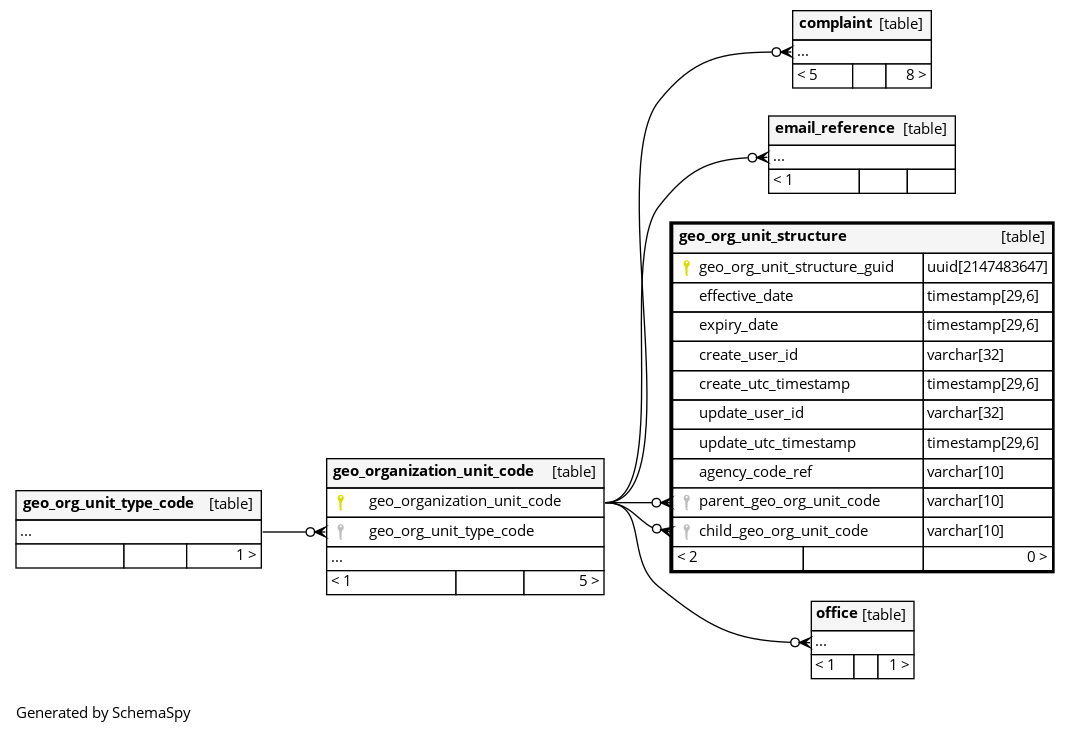 complaint [table]
...
< 5 8 >
email_reference [table]
...
< 1
geo_org_unit_structure [table]
geo_org_unit_structure_guid uuid[2147483647]
effective_date timestamp[29,6]
expiry_date timestamp[29,6]
create_user_id varchar[32]
create_utc_timestamp timestamp[29,6]
update_user_id varchar[32]
update_utc_timestamp timestamp[29,6]
agency_code_ref varchar[10]
parent_geo_org_unit_code varchar[10]
child_geo_org_unit_code varchar[10]
< 2 0 >
geo_organization_unit_code [table]
geo_organization_unit_code
geo_org_unit_type_code
...
< 1 5 >
geo_org_unit_type_code [table]
...
1 >
office [table]
...
< 1 1 >
Generated by SchemaSpy